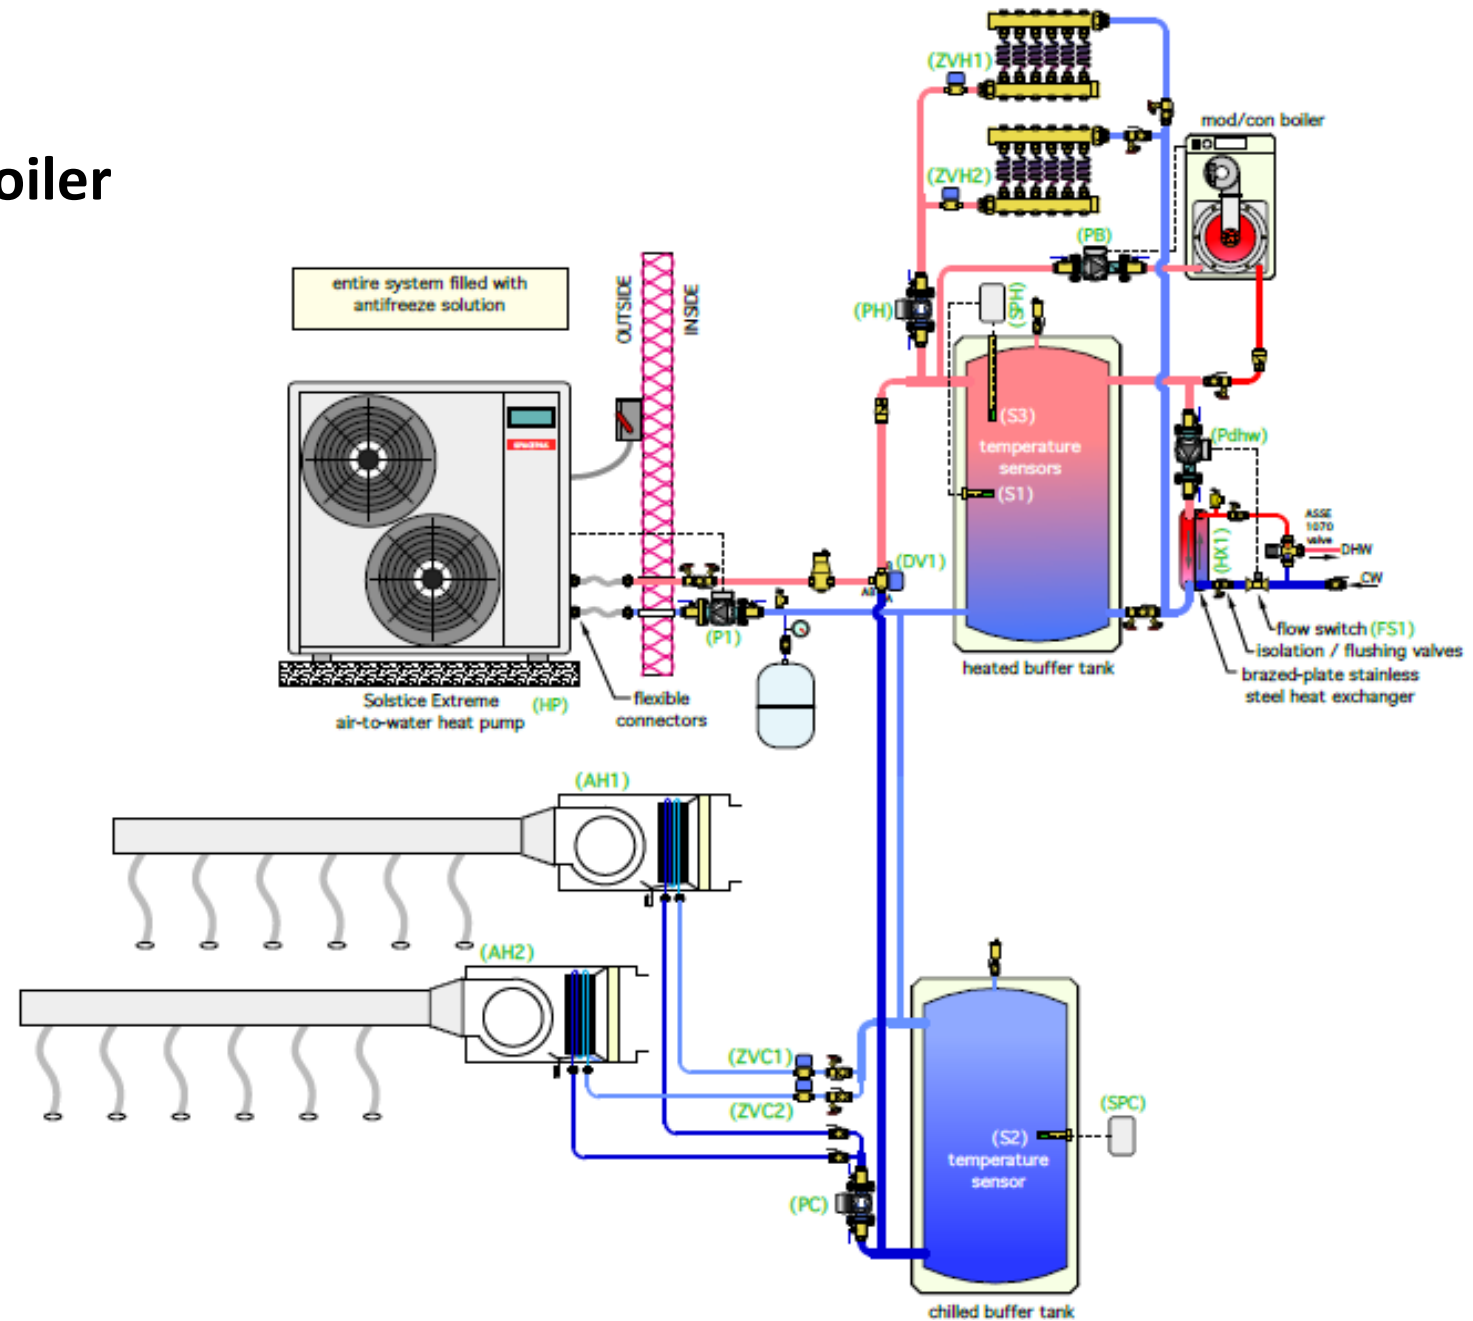 oiler
mod/con boiler
(ZVH1)
(ZVH2)
(PB)
entire system filled with
antifreeze solution
OUTSIDE
INSIDE
(PH)
(SPH)
(S3)
temperature
sensors
(S1)
(Pdhw)
ASSE
1070
valve
DHW
(HX1)
CW
(DV1)
AB
A
(P1)
flow switch (FS1)
isolation / flushing valves
brazed-plate stainless
steel heat exchanger
heated buffer tank
Solstice Extreme
air-to-water heat pump
(HP)
flexible
connectors
(AH1)
(AH2)
(ZVC1)
(ZVC2)
(PC)
(S2)
temperature
sensor
(SPC)
chilled buffer tank